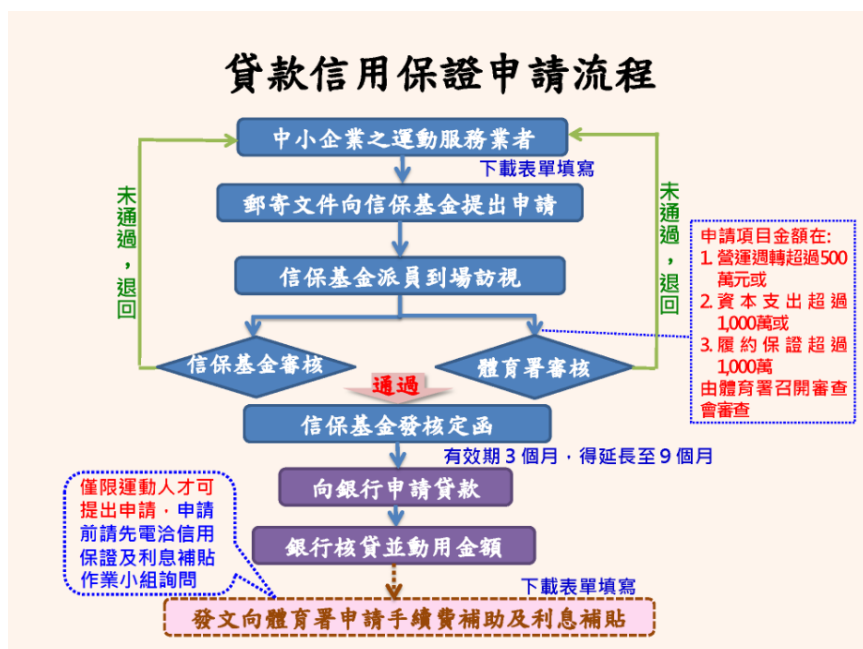 貸款信用保證申請流程
中小企業之運動服務業者
下載表單填寫
郵寄文件向信保基金提出申請
未通過，退回
未通過，退回
信保基金派員到場訪視
申請項目金額在:
1. 營運週轉超過500
萬元或
2. 資本支出超過
1,000萬或
3. 履約保證超過
1,000萬
由體育署召開審查
會審查
信保基金審核
體育署審核
通過
信保基金發核定函
有效期3個月，得延長至9個月
向銀行申請貸款
僅限運動人才可
提出申請，申請
前請先電洽信用
保證及利息補貼
作業小組詢問
銀行核貸並動用金額
下載表單填寫
發文向體育署申請手續費補助及利息補貼